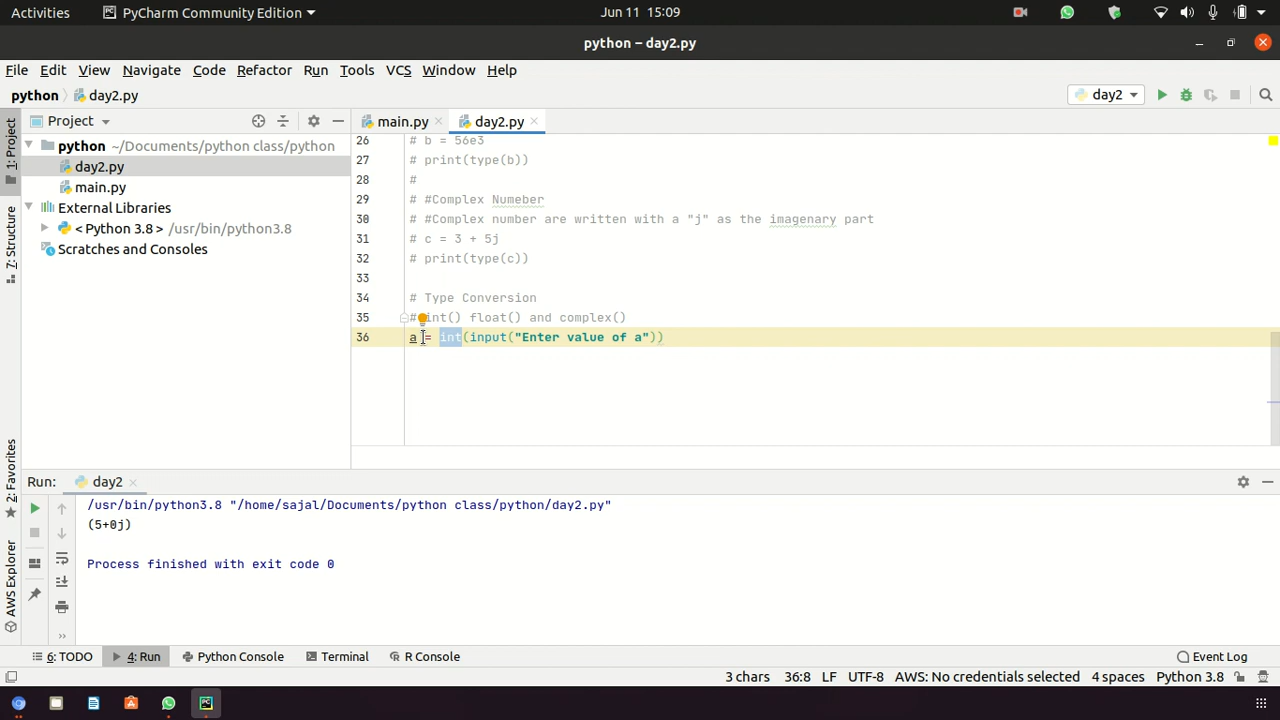 Activities PyCharm Community Edition Jun 11 15:09
python – day2.py
File Edit View Navigate Code Refactor Run Tools VCS Window Help
python day2.py day2
Project main.py day2.py
python ~/Documents/python class/python
day2.py
main.py
External Libraries
< Python 3.8 > /usr/bin/python3.8
Scratches and Consoles
1: Project
7: Structure
2: Favorites
AWS Explorer
26 # b = 56e3
27 # print(type(b))
28 #
29 # #Complex Numeber
30 # #Complex number are written with a "j" as the imagenary part
31 # c = 3 + 5j
32 # print(type(c))
33
34 # Type Conversion
35 # int() float() and complex()
36 a = int(input("Enter value of a"))
Run: day2
/usr/bin/python3.8 "/home/sajal/Documents/python class/python/day2.py"
(5+0j)
Process finished with exit code 0
6: TODO 4: Run Python Console Terminal R Console Event Log
3 chars 36:8 LF UTF-8 AWS: No credentials selected 4 spaces Python 3.8